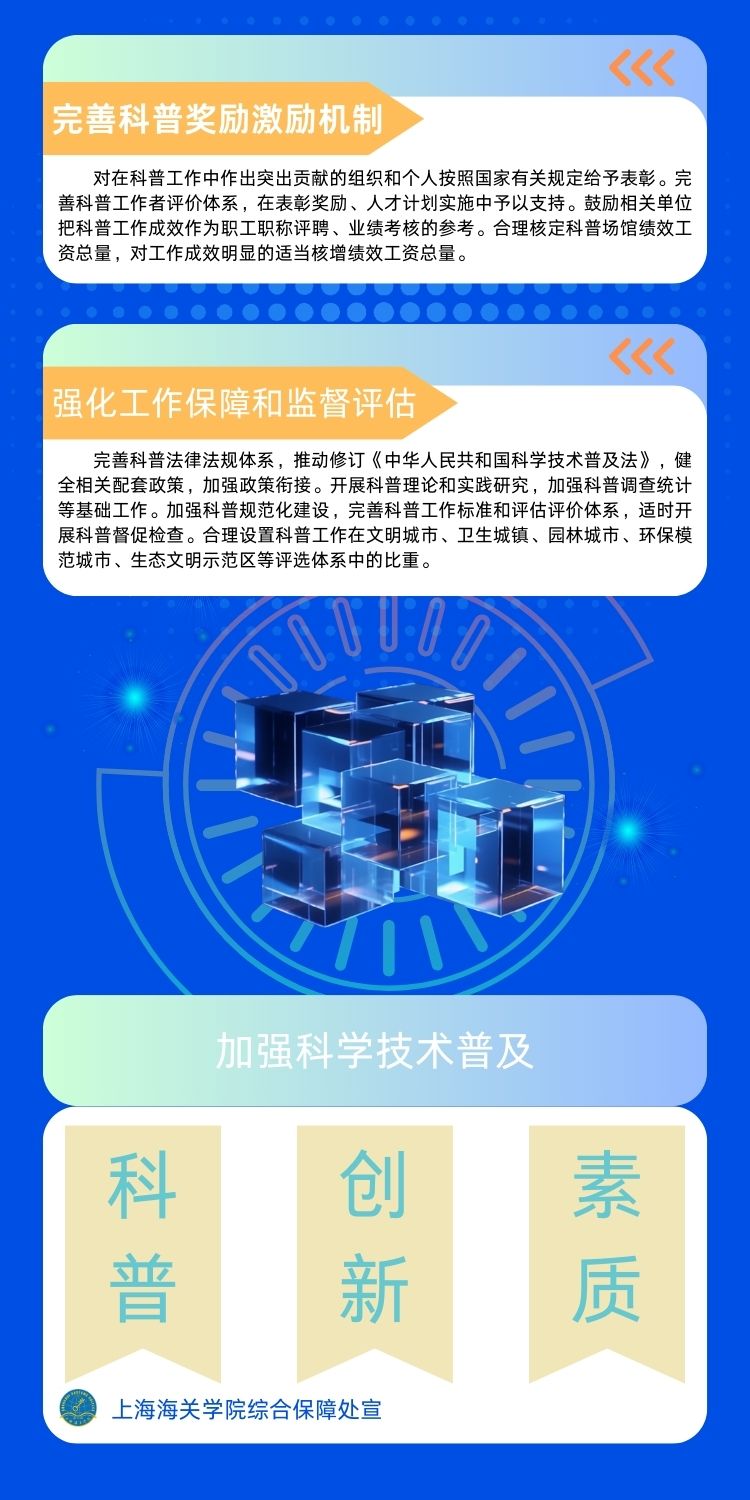 完善科普奖励激励机制
对在科普工作中作出突出贡献的组织和个人按照国家有关规定给予表彰。完
善科普工作者评价体系，在表彰奖励、人才计划实施中予以支持。鼓励相关单位
把科普工作成效作为职工职称评聘、业绩考核的参考。合理核定科普场馆绩效工
资总量，对工作成效明显的适当核增绩效工资总量。
强化工作保障和监督评估
完善科普法律法规体系，推动修订《中华人民共和国科学技术普及法》，健
全相关配套政策，加强政策衔接。开展科普理论和实践研究，加强科普调查统计
等基础工作。加强科普规范化建设，完善科普工作标准和评估评价体系，适时开
展科普督促检查。合理设置科普工作在文明城市、卫生城镇、园林城市、环保模
范城市、生态文明示范区等评选体系中的比重。
加强科学技术普及
科普
创新
素质
上海海关学院综合保障处宣